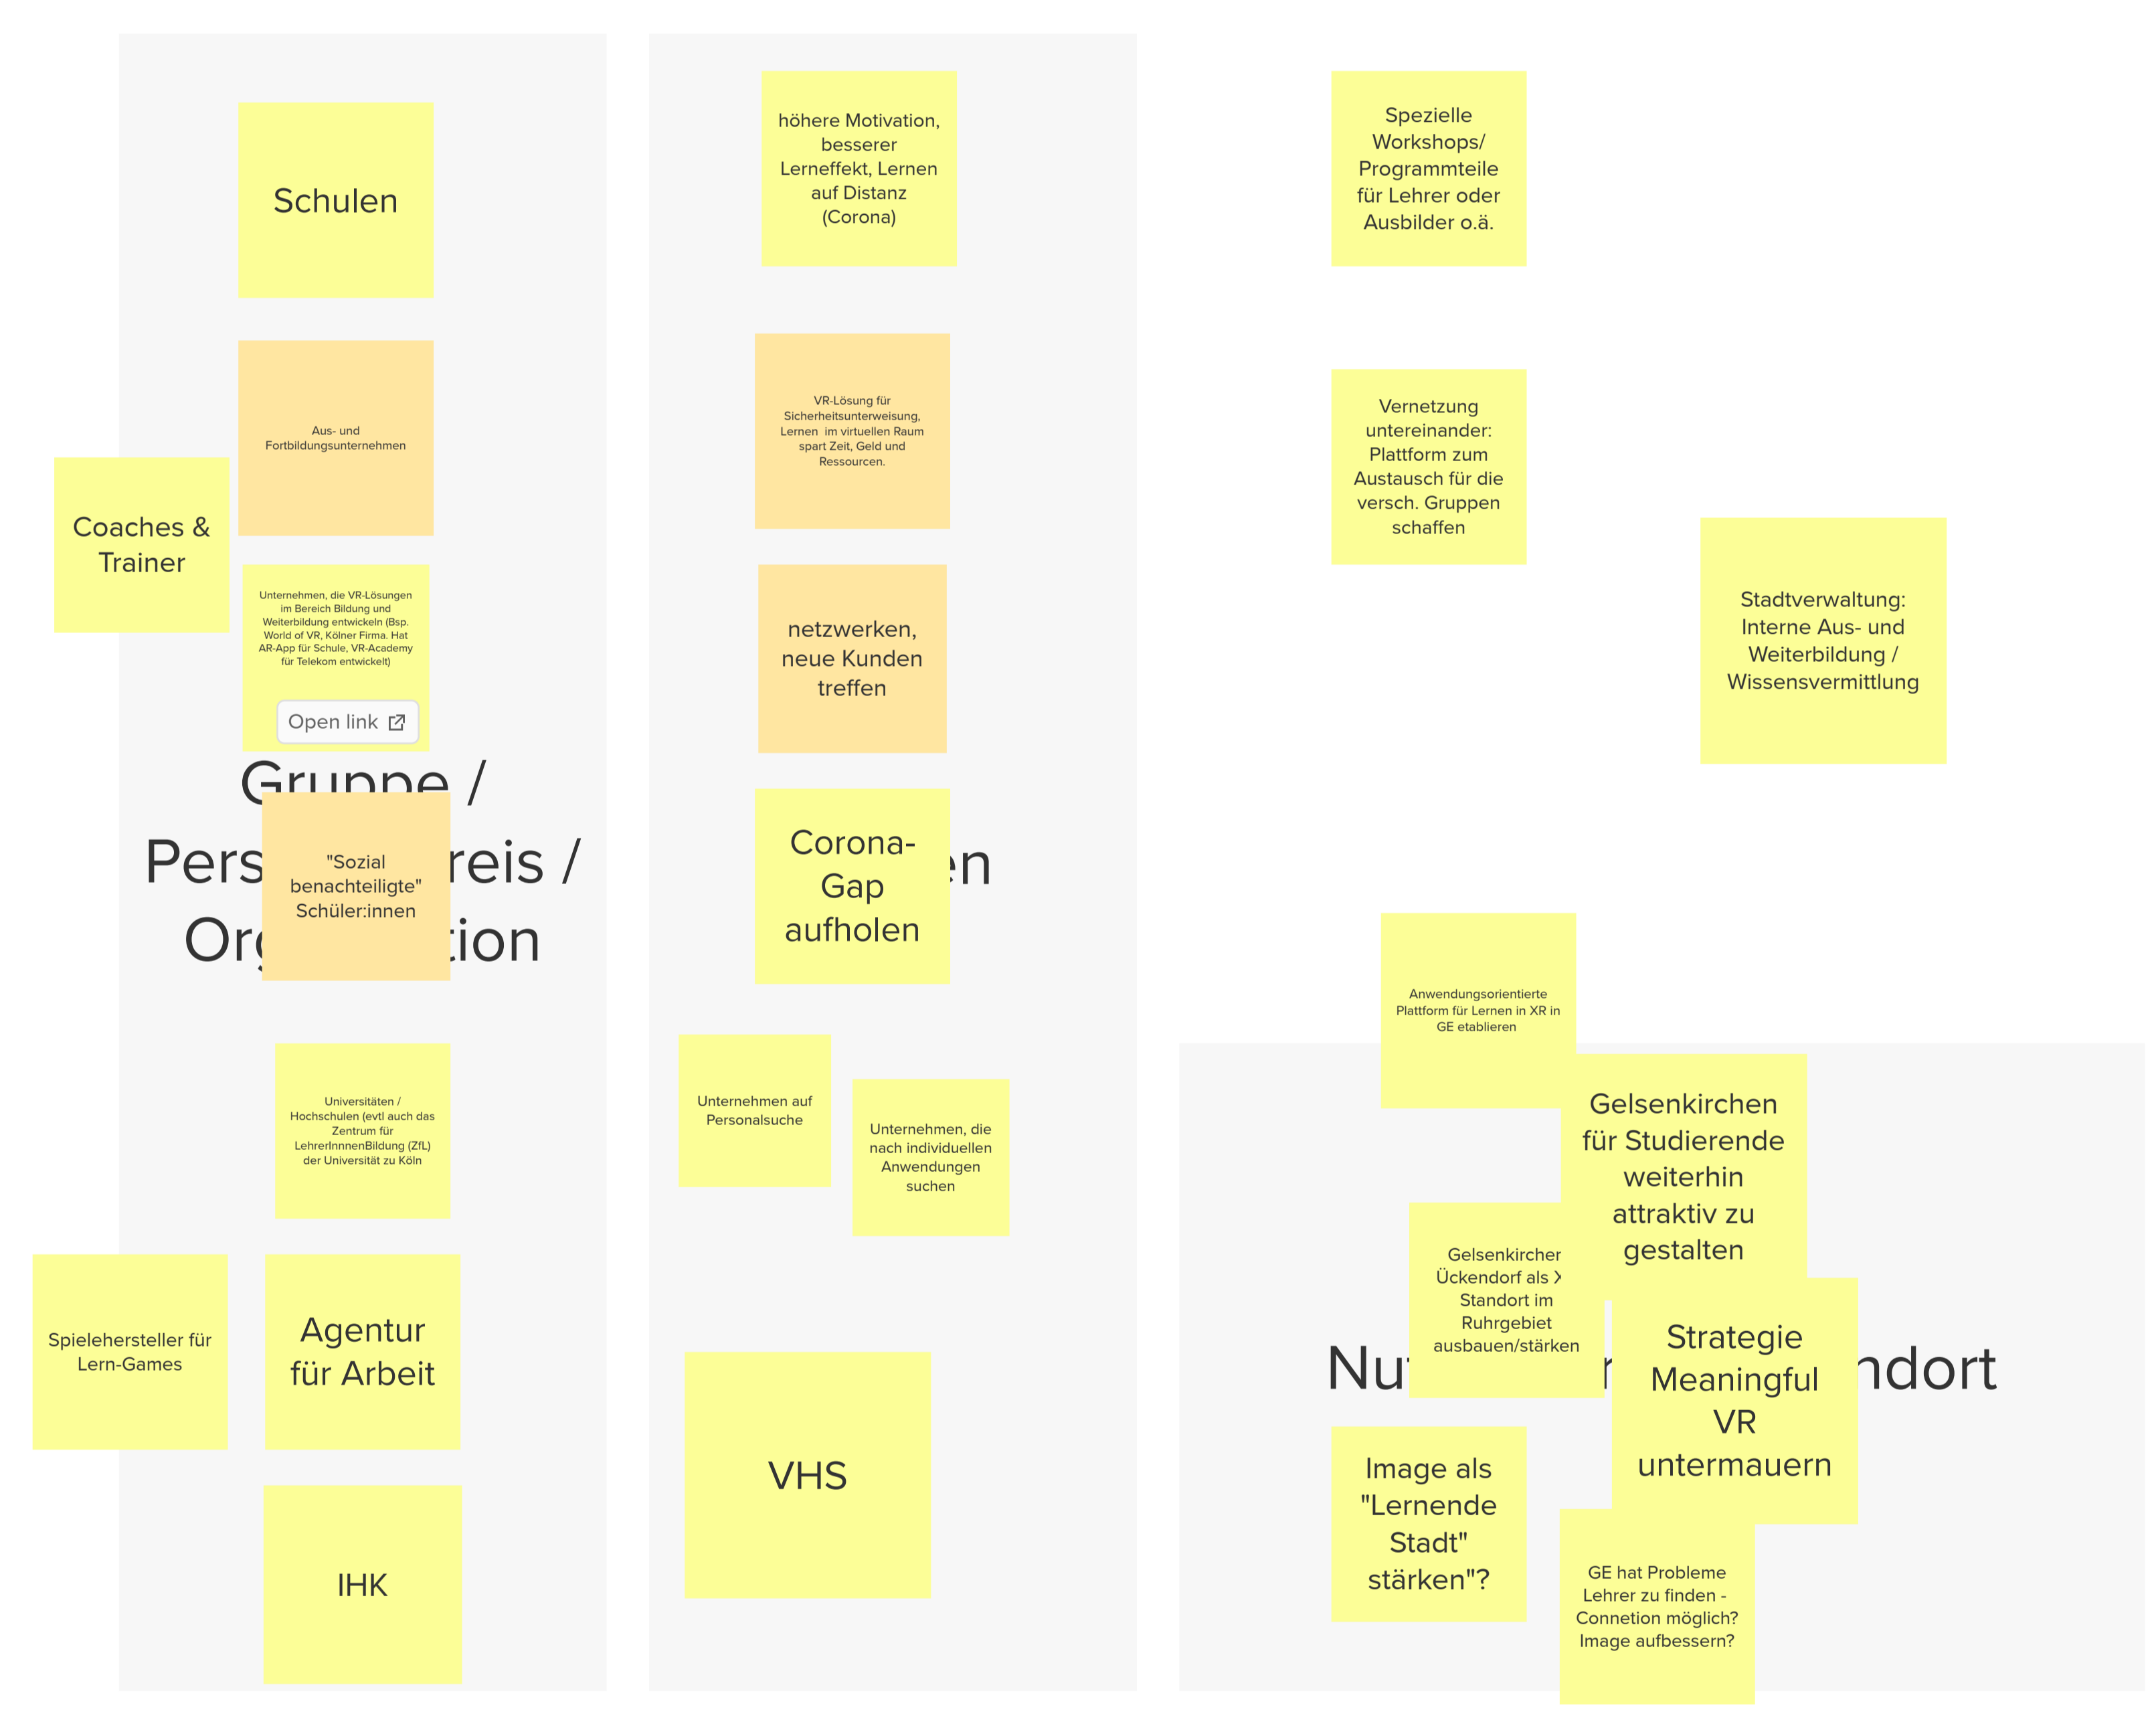 Schulen
Aus- und
Fortbildungsunternehmen
Coaches &
Trainer
Unternehmen, die VR-Lösungen
im Bereich Bildung und
Weiterbildung entwickeln (Bsp.
World of VR, Kölner Firma. Hat
AR-App für Schule, VR-Academy
für Telekom entwickelt)
Open link
Gruppe /
Pers reis /
Org tion
"Sozial
benachteiligte"
Schüler:innen
Universitäten /
Hochschulen (evtl auch das
Zentrum für
LehrerInnnenBildung (ZfL)
der Universität zu Köln
Spielehersteller für
Lern-Games
Agentur
für Arbeit
IHK
höhere Motivation,
besserer
Lerneffekt, Lernen
auf Distanz
(Corona)
VR-Lösung für
Sicherheitsunterweisung,
Lernen im virtuellen Raum
spart Zeit, Geld und
Ressourcen.
netzwerken,
neue Kunden
treffen
Corona-
Gap
aufholen
en
Unternehmen auf
Personalsuche
Unternehmen, die
nach individuellen
Anwendungen
suchen
VHS
Spezielle
Workshops/
Programmteile
für Lehrer oder
Ausbilder o.ä.
Vernetzung
untereinander:
Plattform zum
Austausch für die
versch. Gruppen
schaffen
Stadtverwaltung:
Interne Aus- und
Weiterbildung /
Wissensvermittlung
Anwendungsorientierte
Plattform für Lernen in XR in
GE etablieren
Gelsenkirchen
für Studierende
weiterhin
attraktiv zu
gestalten
Gelsenkircher
Ückendorf als X
Standort im
Ruhrgebiet
ausbauen/stärken
Nu ndort
Strategie
Meaningful
VR
untermauern
Image als
"Lernende
Stadt"
stärken"?
GE hat Probleme
Lehrer zu finden -
Connetion möglich?
Image aufbessern?